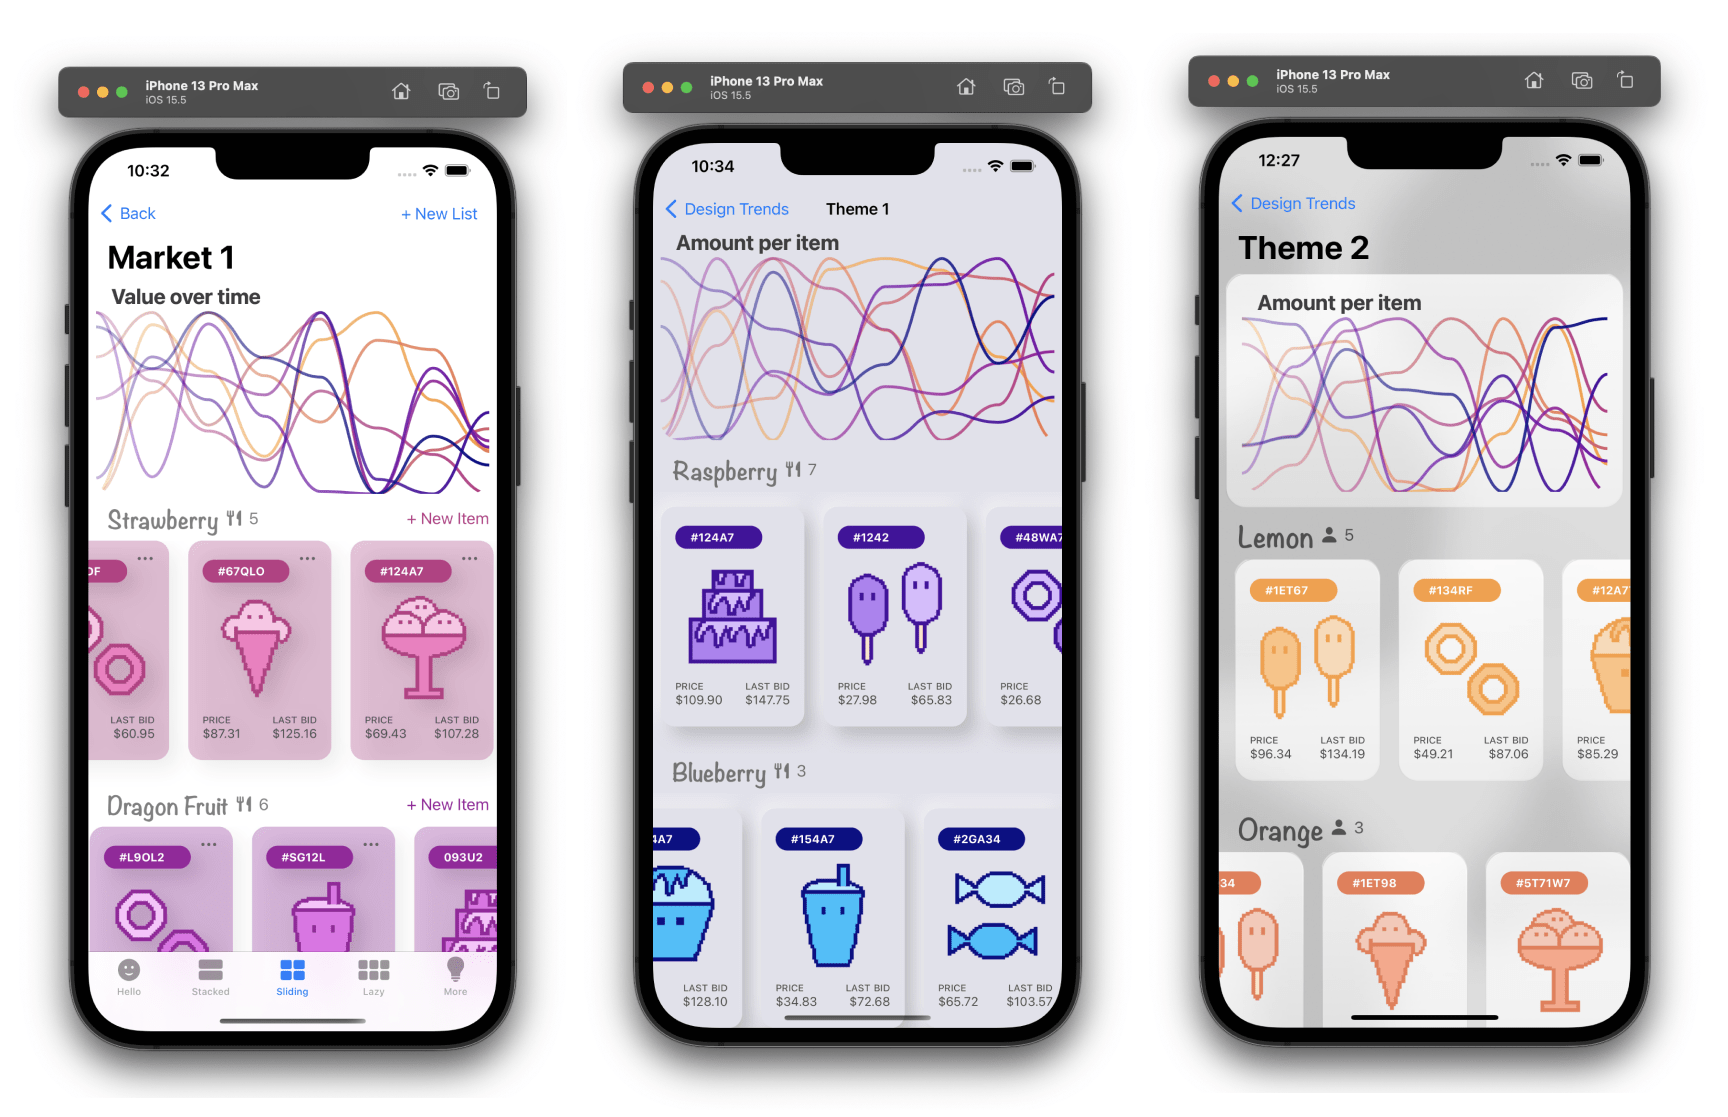 iPhone 13 Pro Max
iOS 15.5
10:32
Back
+ New List
Market 1
Value over time
Strawberry 5
+ New Item
DF
#67QLO
#124A7
LAST BID
PRICE
LAST BID
PRICE
LAST BID
$60.95
$87.31
$125.16
$69.43
$107.28
Dragon Fruit 6
+ New Item
#L9OL2
#SG12L
093U2
Hello
Stacked
Sliding
Lazy
More
iPhone 13 Pro Max
iOS 15.5
10:34
Design Trends
Theme 1
Amount per item
Raspberry 7
#124A7
#1242
#48WA7
PRICE
LAST BID
PRICE
LAST BID
PRICE
$109.90
$147.75
$27.98
$65.83
$26.68
Blueberry 3
4A7
#154A7
#2GA34
LAST BID
PRICE
LAST BID
PRICE
LAST BID
$128.10
$34.83
$72.68
$65.72
$103.57
iPhone 13 Pro Max
iOS 15.5
12:27
Design Trends
Theme 2
Amount per item
Lemon 5
#1ET67
#134RF
#12A7
PRICE
LAST BID
PRICE
LAST BID
PRICE
$96.34
$134.19
$49.21
$87.06
$85.29
Orange 3
34
#1ET98
#5T71W7